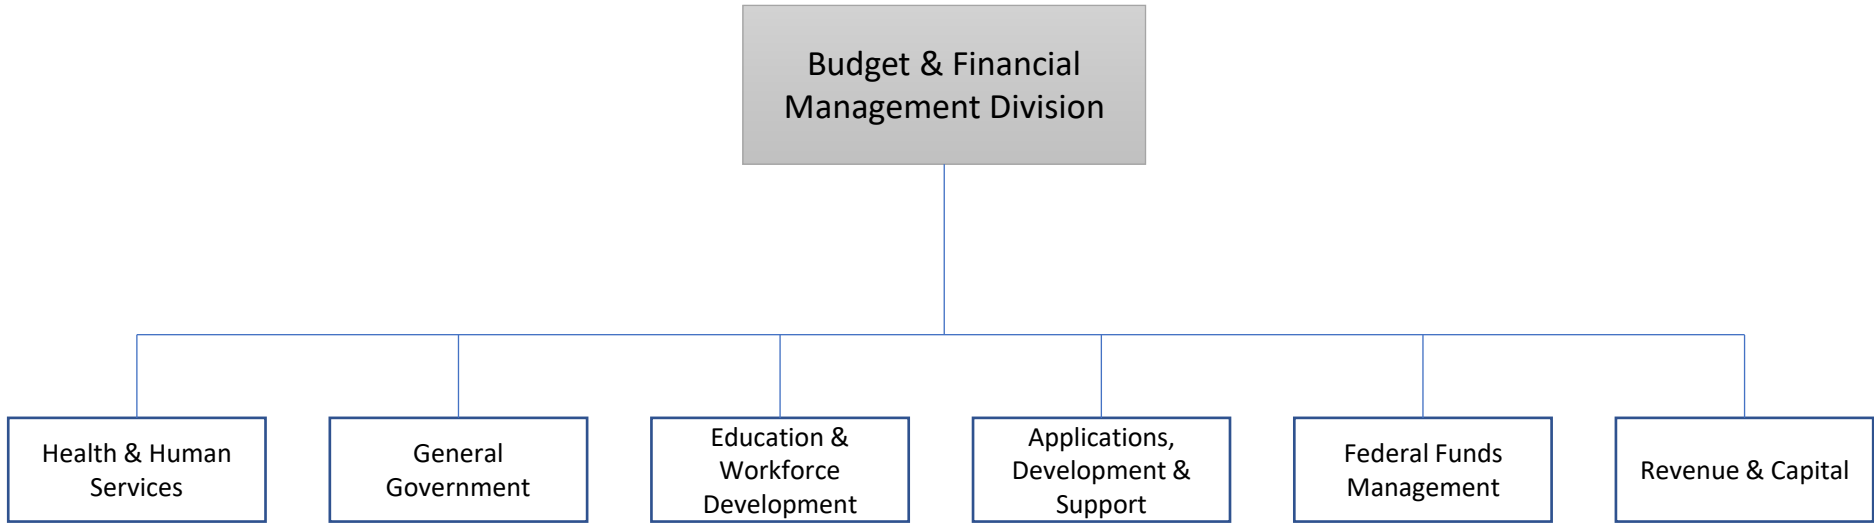 Budget & Financial
Management Division
Health & Human
Services
General
Government
Education &
Workforce
Development
Applications,
Development &
Support
Federal Funds
Management
Revenue & Capital